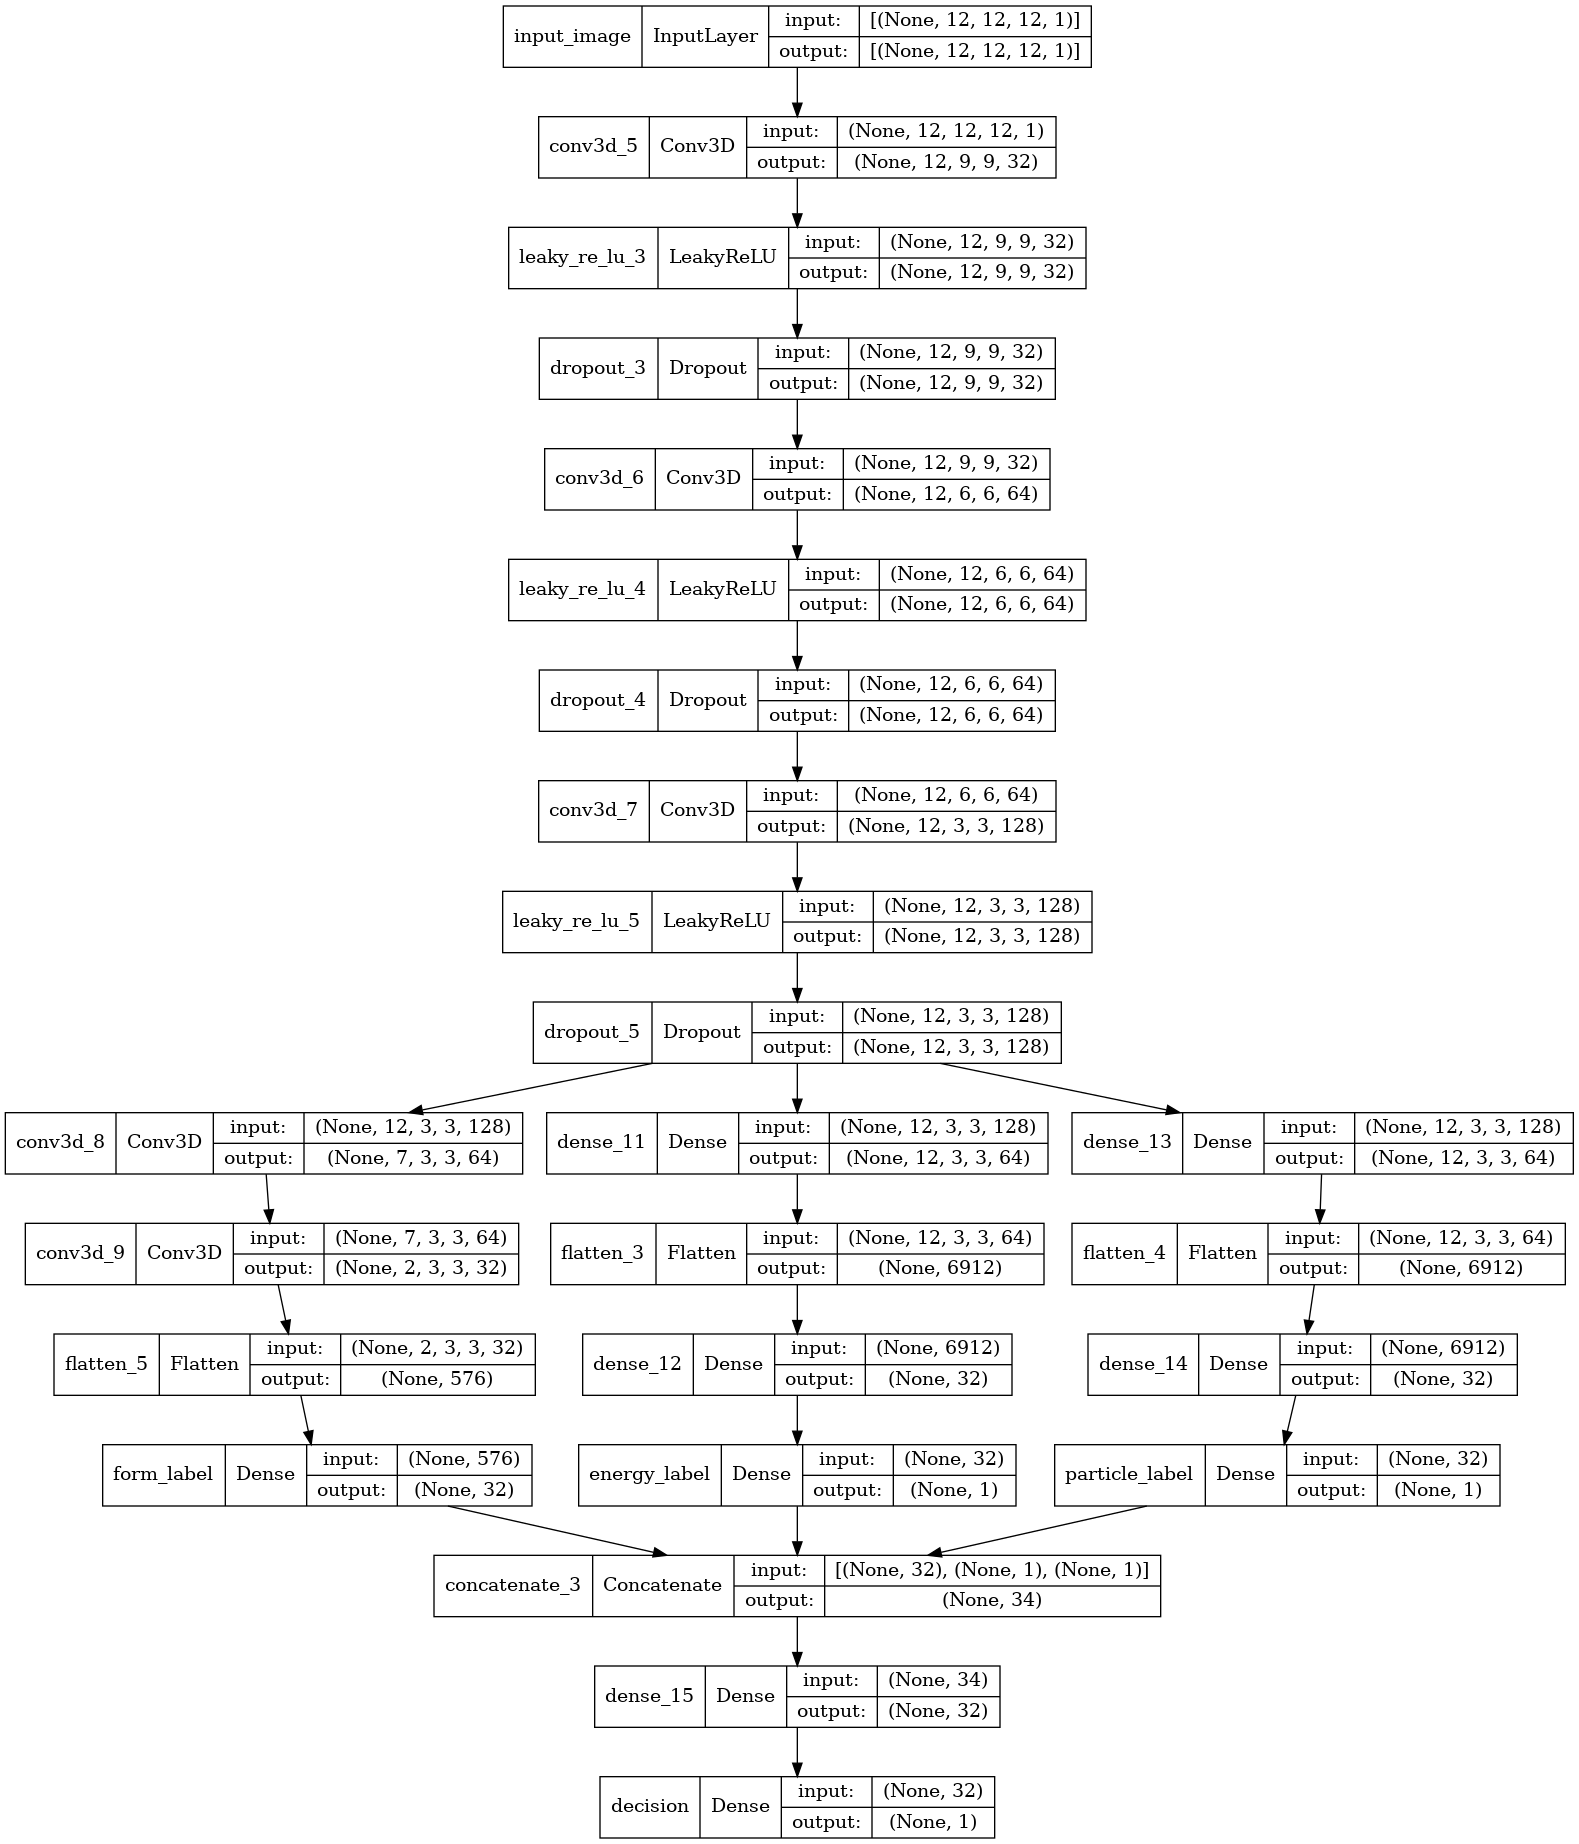 input_image InputLayer input: [(None, 12, 12, 12, 1)]
output: [(None, 12, 12, 12, 1)]
conv3d_5 Conv3D input: (None, 12, 12, 12, 1)
output: (None, 12, 9, 9, 32)
leaky_re_lu_3 LeakyReLU input: (None, 12, 9, 9, 32)
output: (None, 12, 9, 9, 32)
dropout_3 Dropout input: (None, 12, 9, 9, 32)
output: (None, 12, 9, 9, 32)
conv3d_6 Conv3D input: (None, 12, 9, 9, 32)
output: (None, 12, 6, 6, 64)
leaky_re_lu_4 LeakyReLU input: (None, 12, 6, 6, 64)
output: (None, 12, 6, 6, 64)
dropout_4 Dropout input: (None, 12, 6, 6, 64)
output: (None, 12, 6, 6, 64)
conv3d_7 Conv3D input: (None, 12, 6, 6, 64)
output: (None, 12, 3, 3, 128)
leaky_re_lu_5 LeakyReLU input: (None, 12, 3, 3, 128)
output: (None, 12, 3, 3, 128)
dropout_5 Dropout input: (None, 12, 3, 3, 128)
output: (None, 12, 3, 3, 128)
conv3d_8 Conv3D input: (None, 12, 3, 3, 128)
output: (None, 7, 3, 3, 64)
dense_11 Dense input: (None, 12, 3, 3, 128)
output: (None, 12, 3, 3, 64)
dense_13 Dense input: (None, 12, 3, 3, 128)
output: (None, 12, 3, 3, 64)
conv3d_9 Conv3D input: (None, 7, 3, 3, 64)
output: (None, 2, 3, 3, 32)
flatten_3 Flatten input: (None, 12, 3, 3, 64)
output: (None, 6912)
flatten_4 Flatten input: (None, 12, 3, 3, 64)
output: (None, 6912)
flatten_5 Flatten input: (None, 2, 3, 3, 32)
output: (None, 576)
dense_12 Dense input: (None, 6912)
output: (None, 32)
dense_14 Dense input: (None, 6912)
output: (None, 32)
form_label Dense input: (None, 576)
output: (None, 32)
energy_label Dense input: (None, 32)
output: (None, 1)
particle_label Dense input: (None, 32)
output: (None, 1)
concatenate_3 Concatenate input: [(None, 32), (None, 1), (None, 1)]
output: (None, 34)
dense_15 Dense input: (None, 34)
output: (None, 32)
decision Dense input: (None, 32)
output: (None, 1)